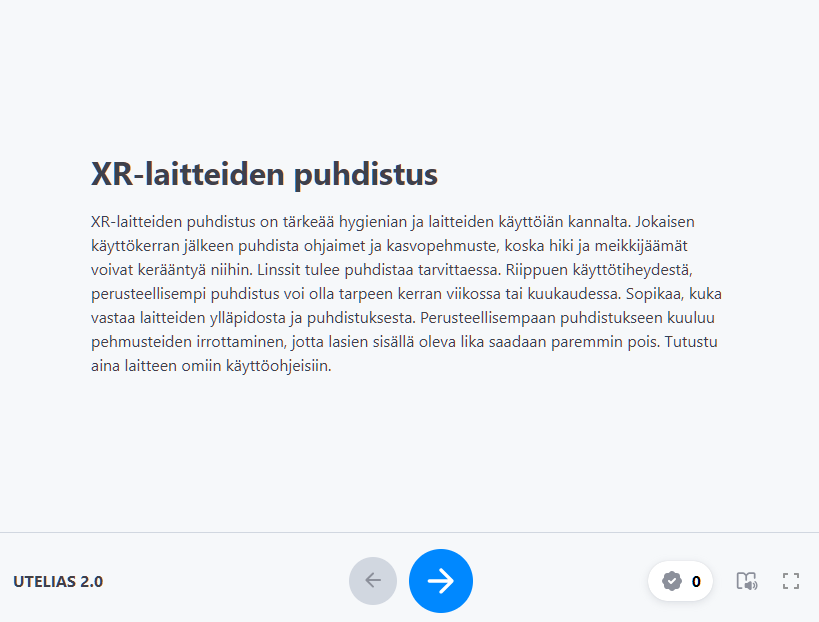 XR-laitteiden puhdistus
XR-laitteiden puhdistus on tärkeää hygienian ja laitteiden käyttöiän kannalta. Jokaisen
käyttökerran jälkeen puhdista ohjaimet ja kasvopehmuste, koska hiki ja meikkijäämät
voivat kerääntyä niihin. Linssit tulee puhdistaa tarvittaessa. Riippuen käyttötiheydestä,
perusteellisempi puhdistus voi olla tarpeen kerran viikossa tai kuukaudessa. Sopikaa, kuka
vastaa laitteiden ylläpidosta ja puhdistuksesta. Perusteellisempaan puhdistukseen kuuluu
pehmusteiden irrottaminen, jotta lasien sisällä oleva lika saadaan paremmin pois. Tutustu
aina laitteen omiin käyttöohjeisiin.
UTELIAS 2.0
0